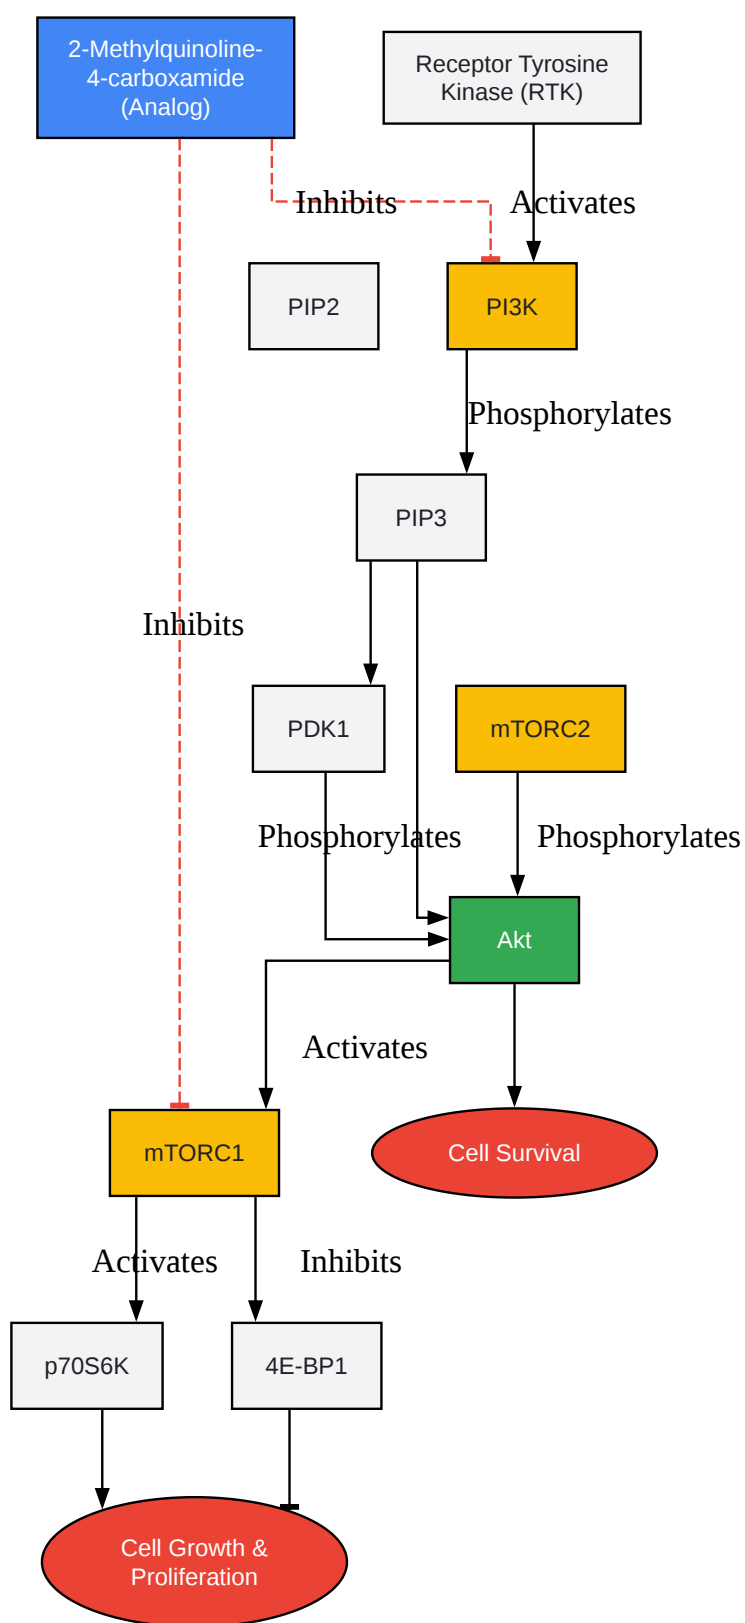 2-Methylquinoline-
4-carboxamide
(Analog)
Receptor Tyrosine
Kinase (RTK)
Inhibits
Activates
PIP2
PI3K
Phosphorylates
PIP3
Inhibits
PDK1
mTORC2
Phosphorylates
Phosphorylates
Akt
Activates
mTORC1
Cell Survival
Activates
Inhibits
p70S6K
4E-BP1
Cell Growth &
Proliferation